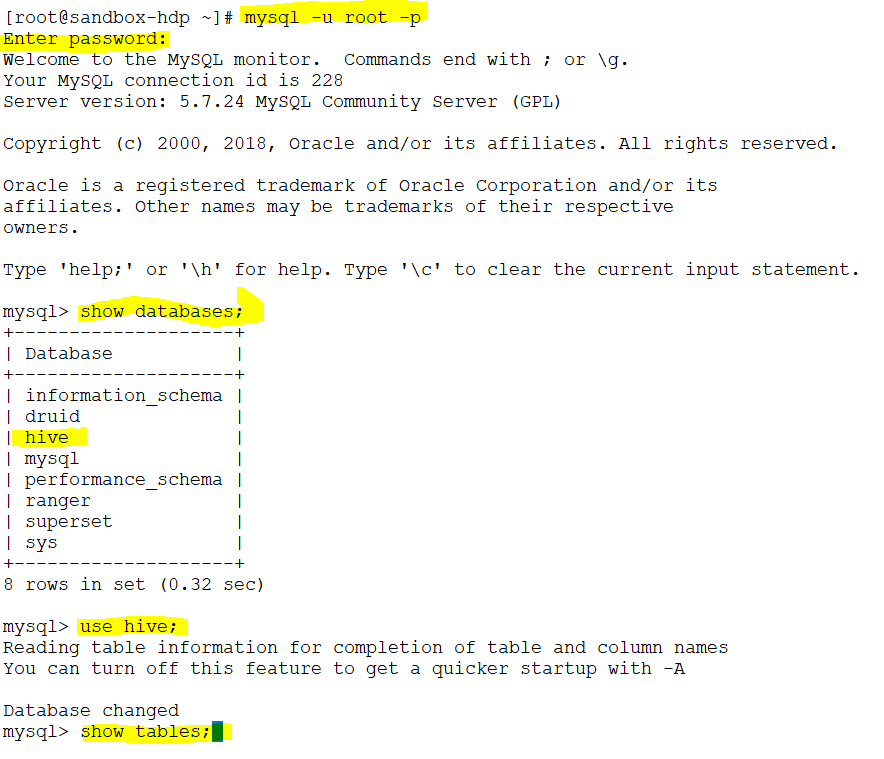 [root@sandbox-hdp ~]# mysql -u root -p
Enter password:
Welcome to the MySQL monitor.  Commands end with ; or \g.
Your MySQL connection id is 228
Server version: 5.7.24 MySQL Community Server (GPL)
Copyright (c) 2000, 2018, Oracle and/or its affiliates. All rights reserved.
Oracle is a registered trademark of Oracle Corporation and/or its
affiliates. Other names may be trademarks of their respective
owners.
Type 'help;' or '\h' for help. Type '\c' to clear the current input statement.
mysql> show databases;
+--------------------+
| Database           |
+--------------------+
| information_schema |
| druid              |
| hive               |
| mysql              |
| performance_schema |
| ranger             |
| superset           |
| sys                |
+--------------------+
8 rows in set (0.32 sec)
mysql> use hive;
Reading table information for completion of table and column names
You can turn off this feature to get a quicker startup with -A
Database changed
mysql> show tables;